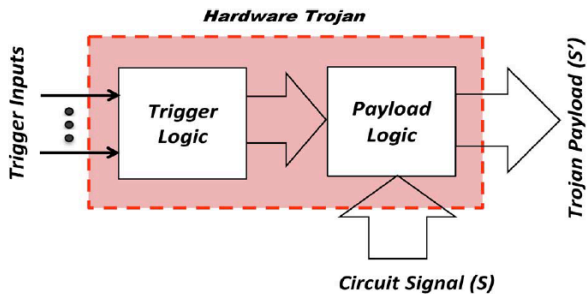 Hardware Trojan
Trigger Inputs
Trigger
Logic
Payload
Logic
Trojan Payload (S')
Circuit Signal (S)